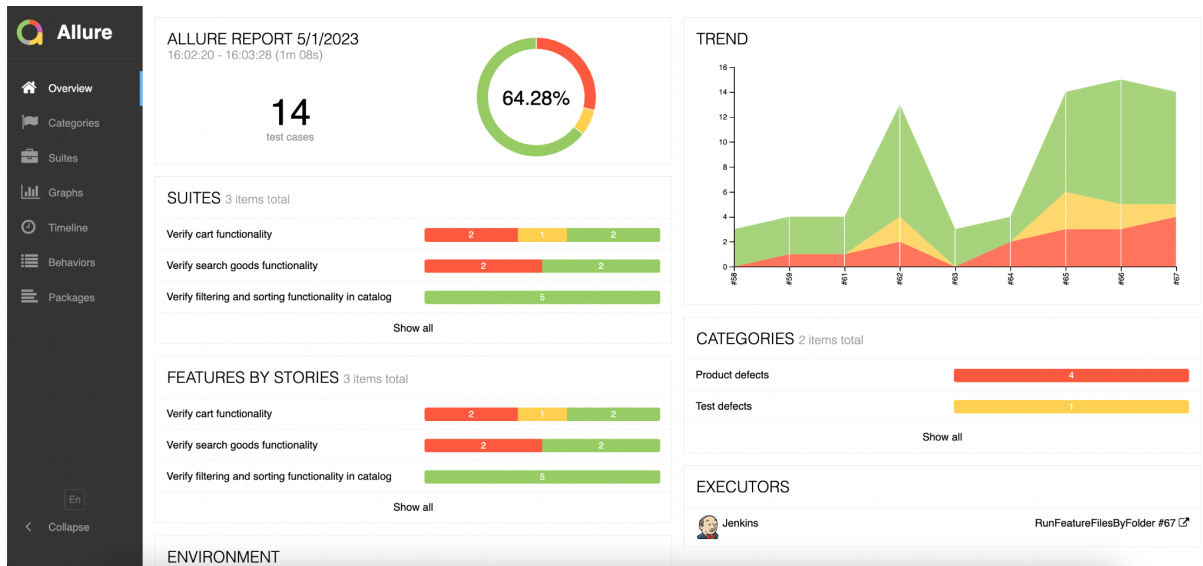 Allure
Overview
Categories
Suites
Graphs
Timeline
Behaviors
Packages
En
Collapse
ALLURE REPORT 5/1/2023
16:02:20 - 16:03:28 (1m 08s)
14
test cases
64.28%
SUITES 3 items total
Verify cart functionality 2 1 2
Verify search goods functionality 2 2
Verify filtering and sorting functionality in catalog 5
Show all
FEATURES BY STORIES 3 items total
Verify cart functionality 2 1 2
Verify search goods functionality 2 2
Verify filtering and sorting functionality in catalog 5
Show all
ENVIRONMENT
TREND
16
14
12
10
8
6
4
2
0
#58 #59 #61 #62 #63 #64 #65 #66 #67
CATEGORIES 2 items total
Product defects 4
Test defects 1
Show all
EXECUTORS
Jenkins RunFeatureFilesByFolder #67